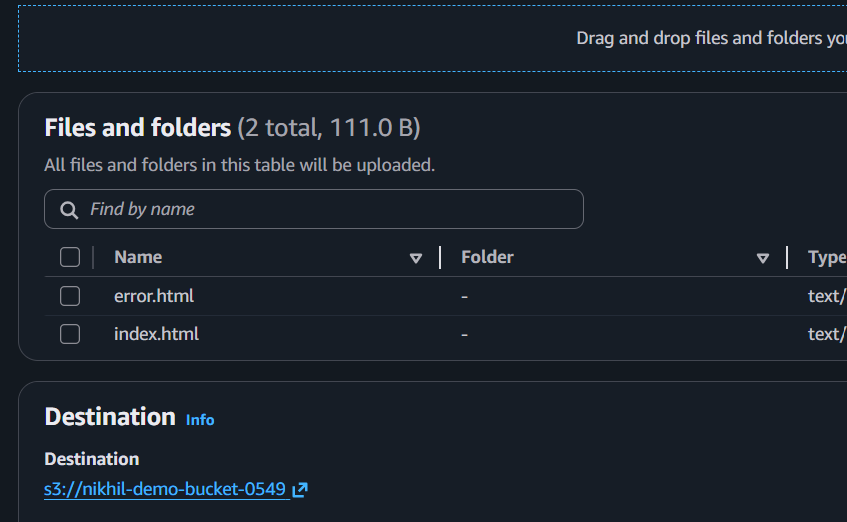 Drag and drop files and folders yo
Files and folders (2 total, 111.0 B)
All files and folders in this table will be uploaded.
Find by name
Name Folder Type
error.html - text/
index.html - text/
Destination Info
Destination
s3://nikhil-demo-bucket-0549